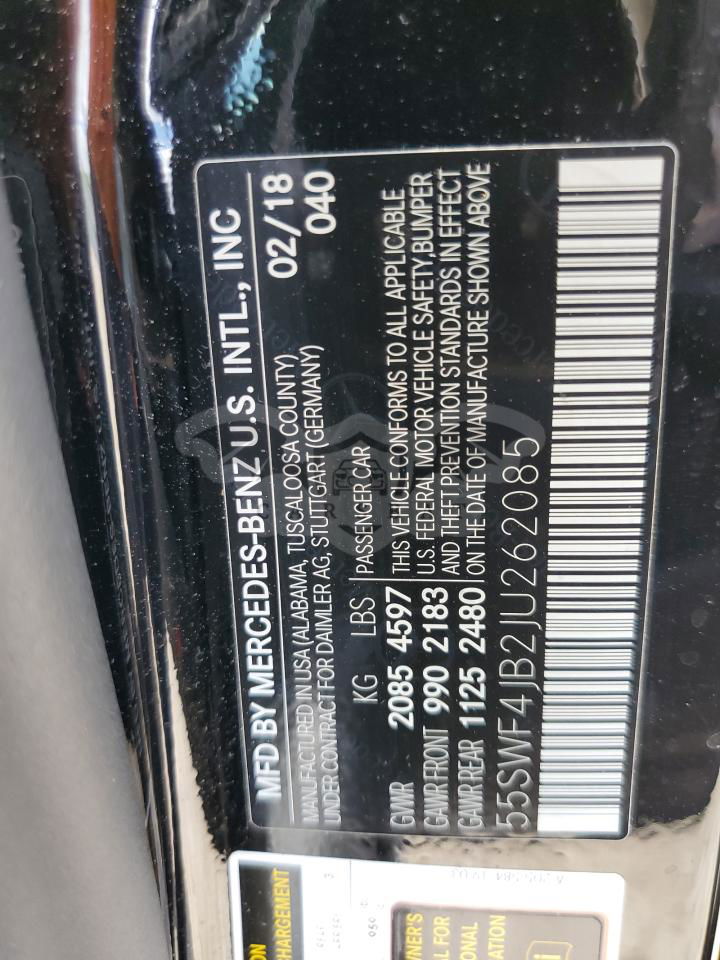 MFD BY MERCEDES-BENZ U.S. INTL., INC
MANUFACTURED IN USA (ALABAMA, TUSCALOOSA COUNTY) 02/18
UNDER CONTRACT FOR DAIMLER AG, STUTTGART (GERMANY) 040
KG LBS PASSENGER CAR
GVWR 2085 4597 THIS VEHICLE CONFORMS TO ALL APPLICABLE
GAWR FRONT 990 2183 U.S. FEDERAL MOTOR VEHICLE SAFETY, BUMPER
AND THEFT PREVENTION STANDARDS IN EFFECT
GAWR REAR 1125 2480 ON THE DATE OF MANUFACTURE SHOWN ABOVE
55SWF4JB2JU262085
CHARGEMENT